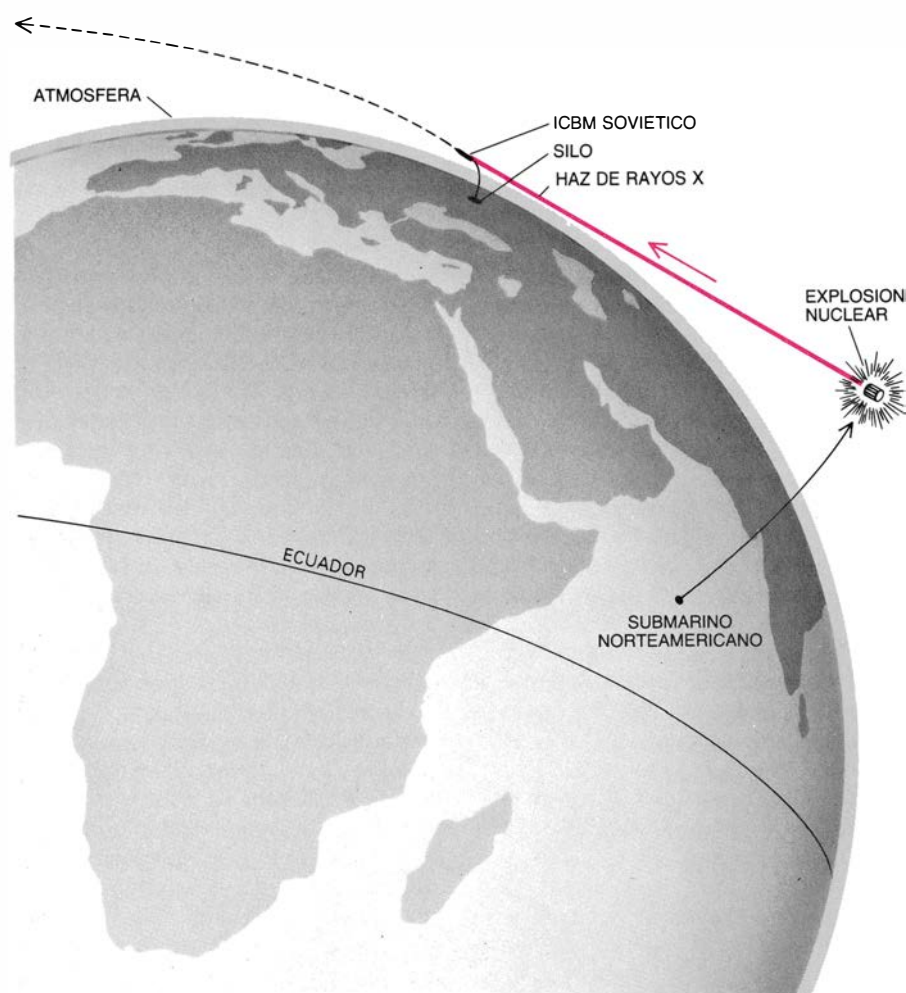 ATMOSFERA
ICBM SOVIETICO
SILO
HAZ DE RAYOS X
EXPLOSION
NUCLEAR
ECUADOR
SUBMARINO
NORTEAMERICANO